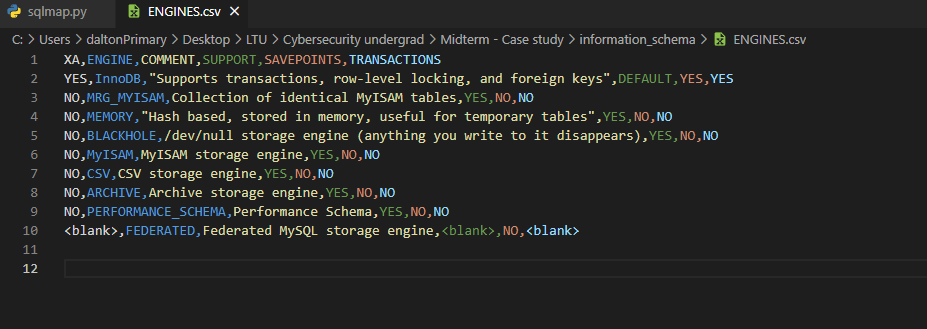 sqlmap.py ENGINES.csv ×
C: > Users > daltonPrimary > Desktop > LTU > Cybersecurity undergrad > Midterm - Case study > information_schema > ENGINES.csv
1 XA,ENGINE,COMMENT,SUPPORT,SAVEPOINTS,TRANSACTIONS
2 YES,InnoDB,"Supports transactions, row-level locking, and foreign keys",DEFAULT,YES,YES
3 NO,MRG_MYISAM,Collection of identical MyISAM tables,YES,NO,NO
4 NO,MEMORY,"Hash based, stored in memory, useful for temporary tables",YES,NO,NO
5 NO,BLACKHOLE,/dev/null storage engine (anything you write to it disappears),YES,NO,NO
6 NO,MyISAM,MyISAM storage engine,YES,NO,NO
7 NO,CSV,CSV storage engine,YES,NO,NO
8 NO,ARCHIVE,Archive storage engine,YES,NO,NO
9 NO,PERFORMANCE_SCHEMA,Performance Schema,YES,NO,NO
10 <blank>,FEDERATED,Federated MySQL storage engine,<blank>,NO,<blank>
11
12